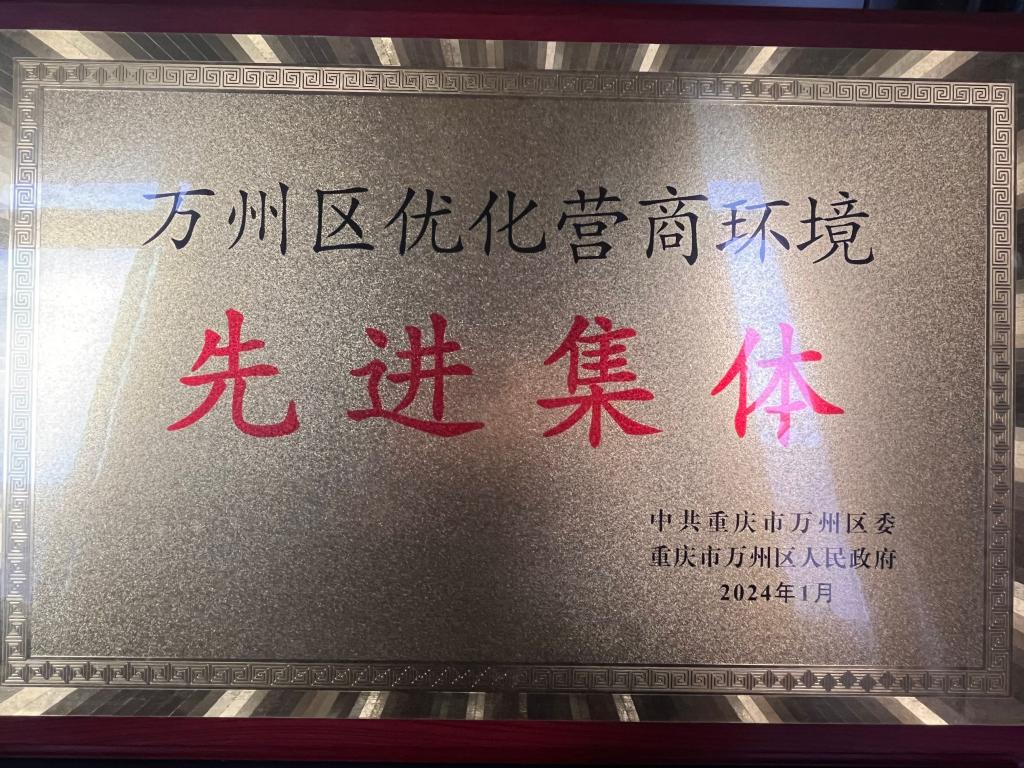 万州区优化营商环境
先进集体
中共重庆市万州区委
重庆市万州区人民政府
2024年1月